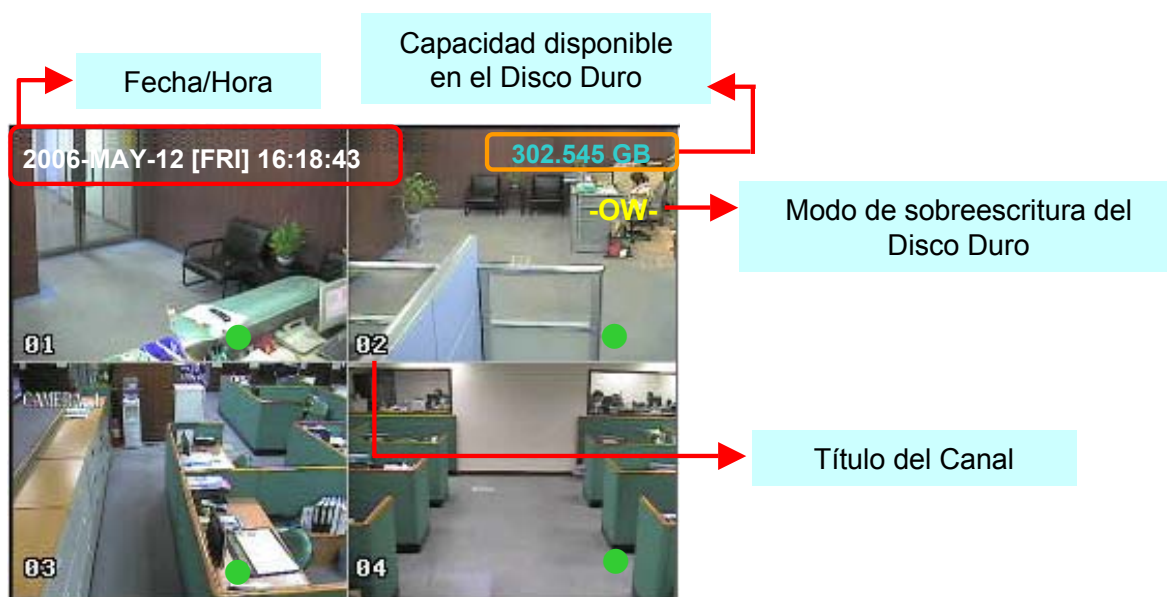 Capacidad disponible
en el Disco Duro
Fecha/Hora
2006-MAY-12 [FRI] 16:18:43
302.545 GB
-OW-
Modo de sobreescritura del
Disco Duro
01
02
Título del Canal
CAMERA 1
03
04